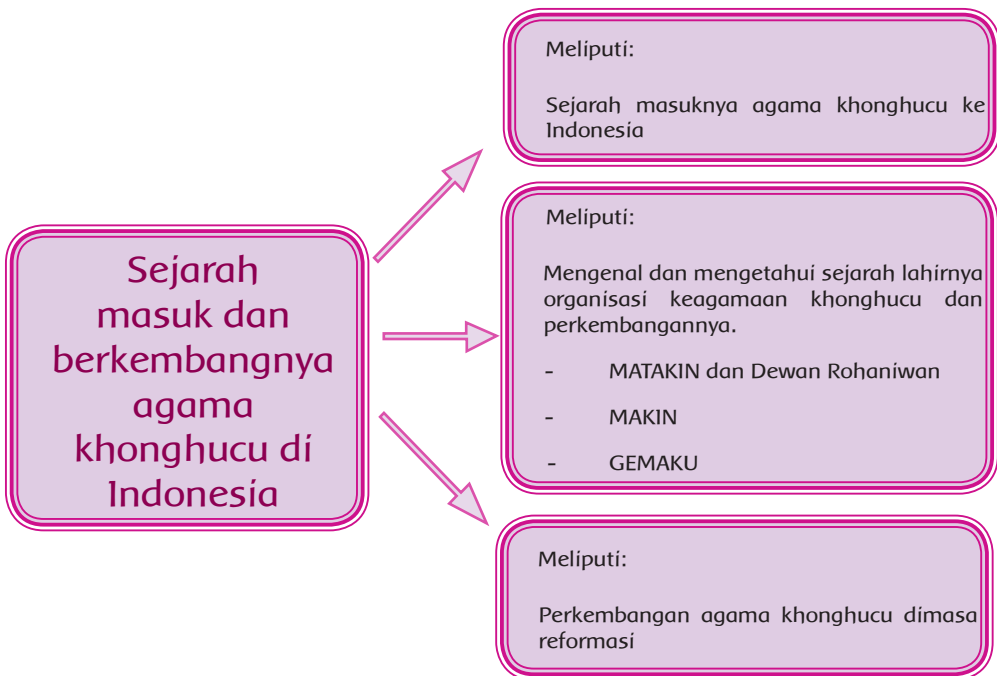 Sejarah
masuk dan
berkembangnya
agama
khonghucu di
Indonesia
Meliputi:
Sejarah masuknya agama khonghucu ke
Indonesia
Meliputi:
Mengenal dan mengetahui sejarah lahirnya
organisasi keagamaan khonghucu dan
perkembangannya.
- MATAKIN dan Dewan Rohaniwan
- MAKIN
- GEMAKU
Meliputi:
Perkembangan agama khonghucu dimasa
reformasi